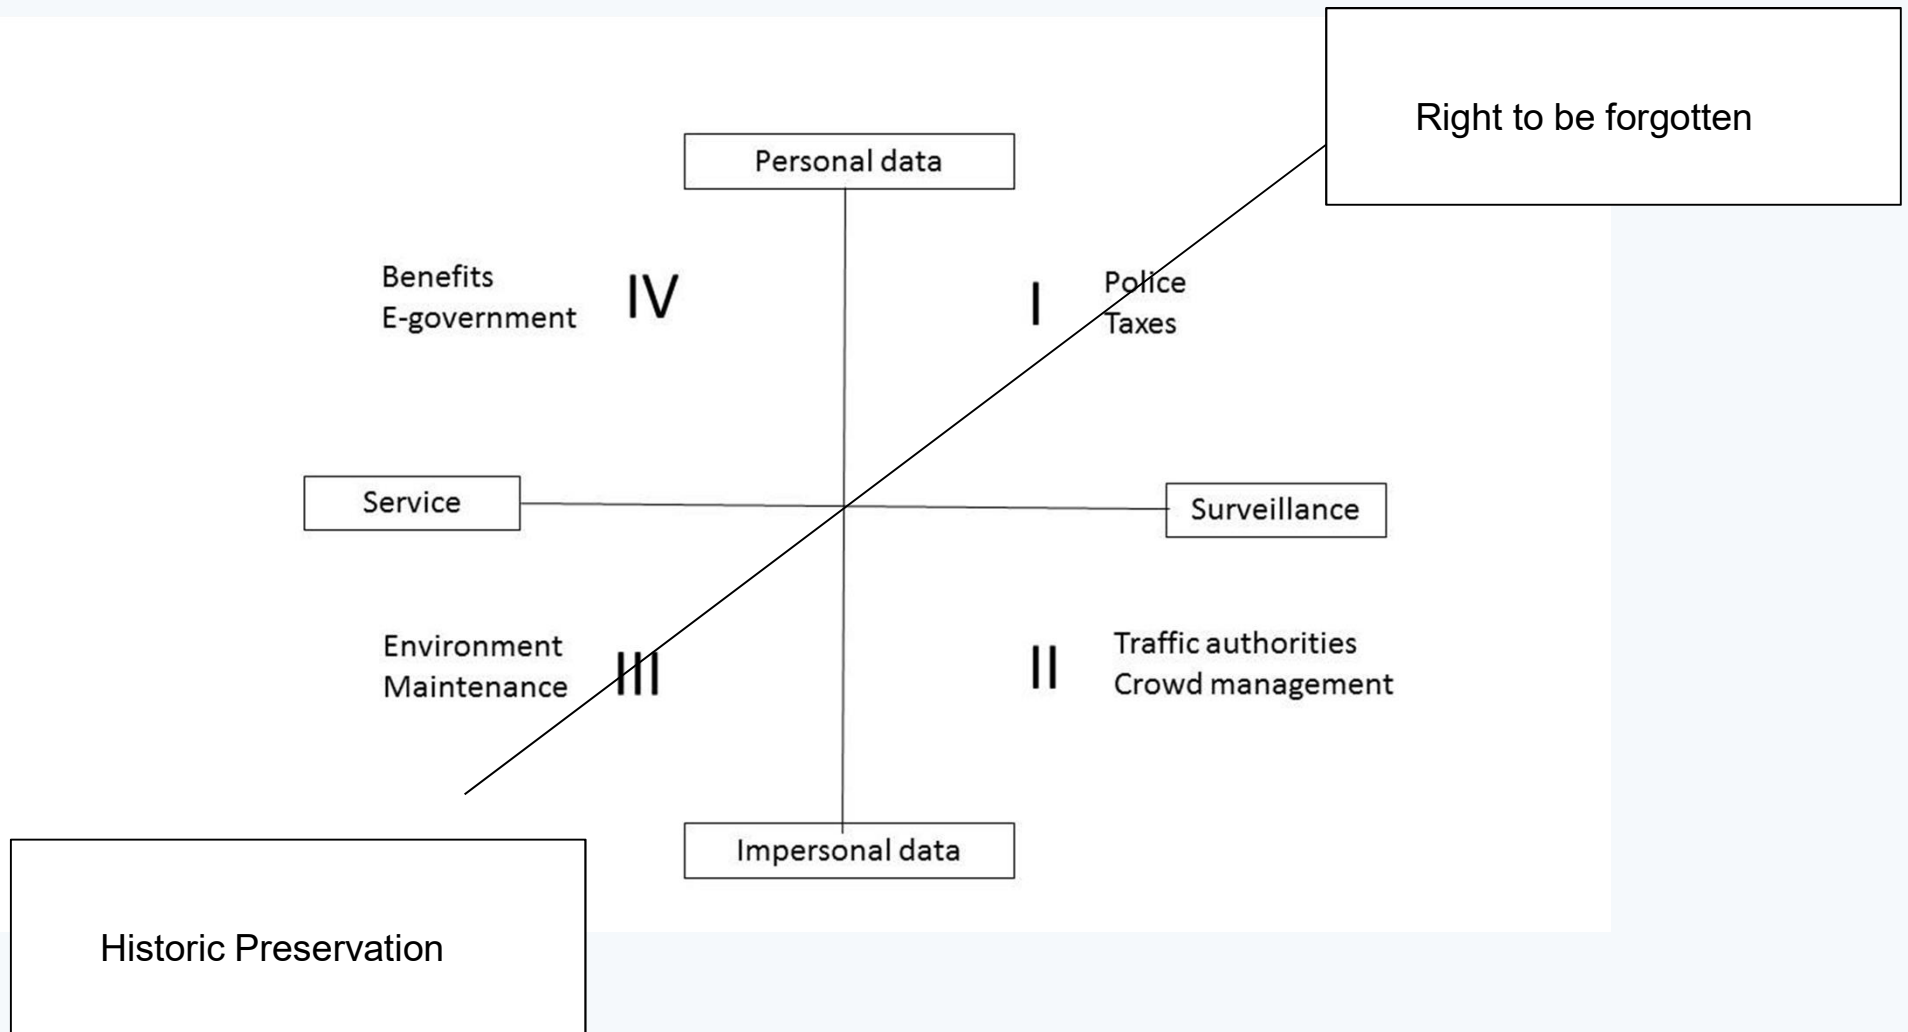 Right to be forgotten
Personal data
Benefits
E-government
IV
I
Police
Taxes
Service
Surveillance
Environment
Maintenance
III
II
Traffic authorities
Crowd management
Impersonal data
Historic Preservation